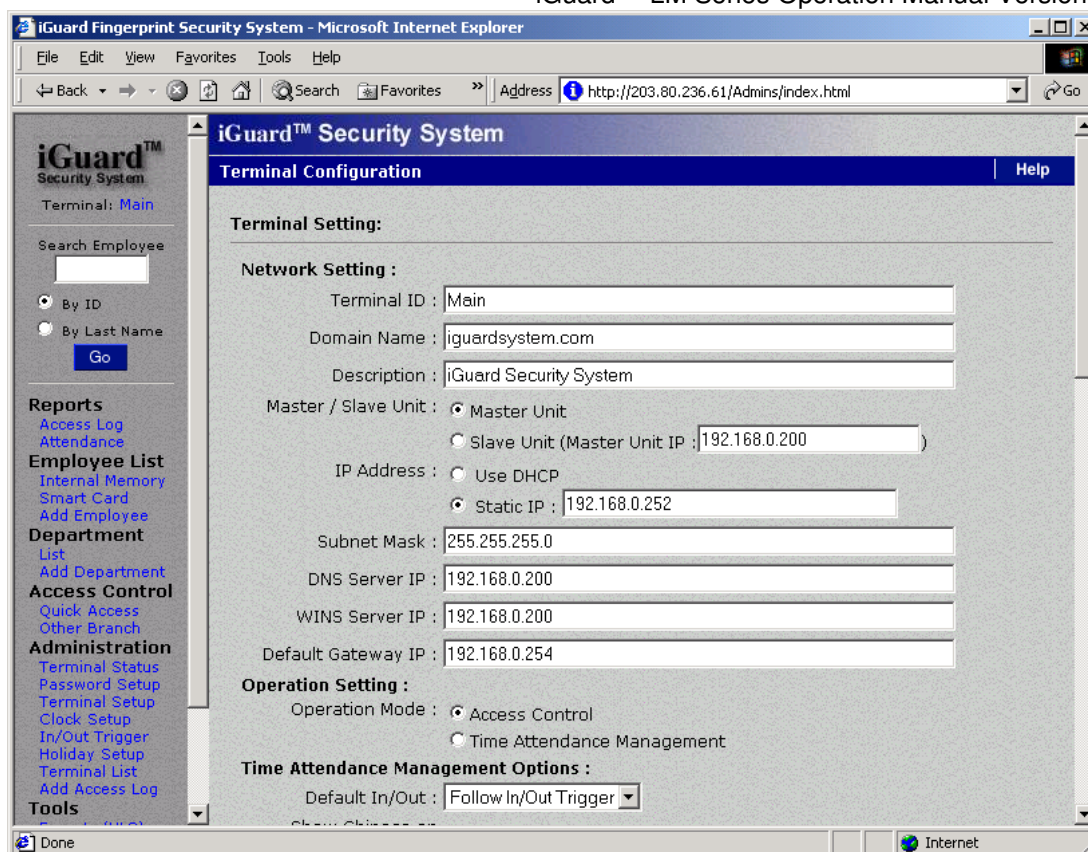 iGuard™ LM Series Operation Manual Version
iGuard Fingerprint Security System - Microsoft Internet Explorer
File Edit View Favorites Tools Help
Back Search Favorites » Address http://203.80.236.61/Admins/index.html Go
iGuard™
Security System
Terminal: Main
Search Employee
By ID
By Last Name
Go
Reports
Access Log
Attendance
Employee List
Internal Memory
Smart Card
Add Employee
Department
List
Add Department
Access Control
Quick Access
Other Branch
Administration
Terminal Status
Password Setup
Terminal Setup
Clock Setup
In/Out Trigger
Holiday Setup
Terminal List
Add Access Log
Tools
iGuard™ Security System
Terminal Configuration | Help
Terminal Setting:
Network Setting :
Terminal ID : Main
Domain Name : iguardsystem.com
Description : iGuard Security System
Master / Slave Unit : Master Unit
Slave Unit (Master Unit IP : 192.168.0.200 )
IP Address : Use DHCP
Static IP : 192.168.0.252
Subnet Mask : 255.255.255.0
DNS Server IP : 192.168.0.200
WINS Server IP : 192.168.0.200
Default Gateway IP : 192.168.0.254
Operation Setting :
Operation Mode : Access Control
Time Attendance Management
Time Attendance Management Options :
Default In/Out : Follow In/Out Trigger
Show Chinese on
Done Internet